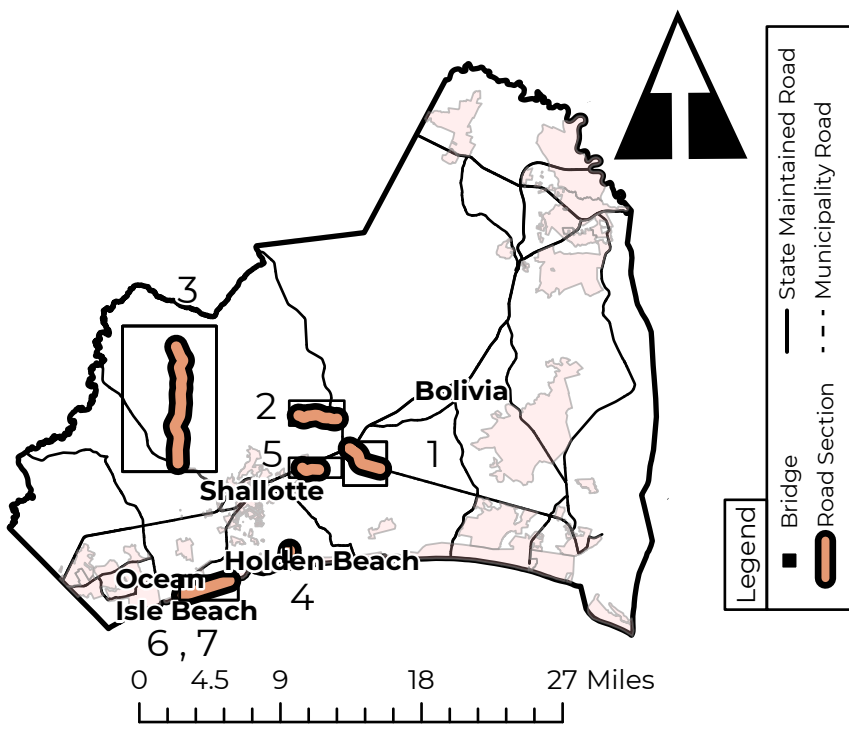 3
Bolivia
2
5
1
Shallotte
1
Holden Beach
Ocean
Isle Beach
4
6 , 7
0 4.5 9 18 27 Miles
Legend
Bridge
Road Section
State Maintained Road
Municipality Road